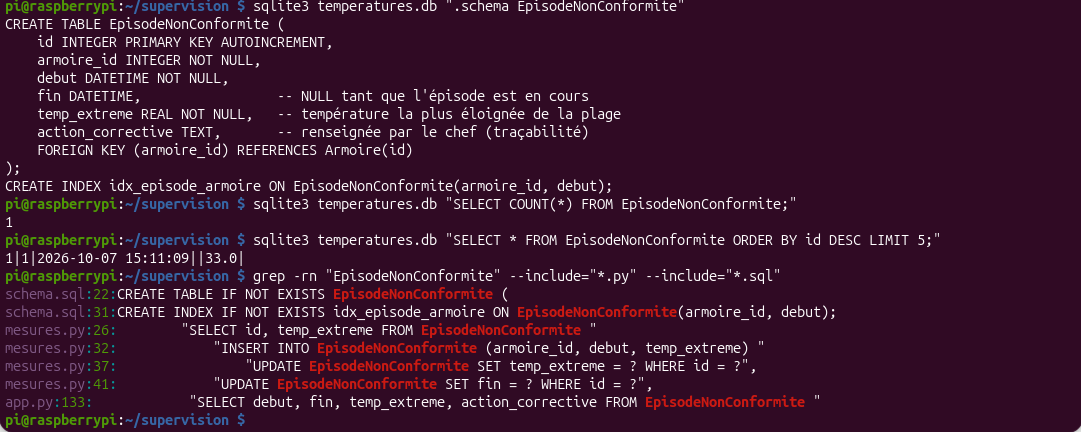 pi@raspberrypi:~/supervision $ sqlite3 temperatures.db ".schema EpisodeNonConformite"
CREATE TABLE EpisodeNonConformite (
    id INTEGER PRIMARY KEY AUTOINCREMENT,
    armoire_id INTEGER NOT NULL,
    debut DATETIME NOT NULL,
    fin DATETIME,                 -- NULL tant que l'épisode est en cours
    temp_extreme REAL NOT NULL,   -- température la plus éloignée de la plage
    action_corrective TEXT,       -- renseignée par le chef (traçabilité)
    FOREIGN KEY (armoire_id) REFERENCES Armoire(id)
);
CREATE INDEX idx_episode_armoire ON EpisodeNonConformite(armoire_id, debut);
pi@raspberrypi:~/supervision $ sqlite3 temperatures.db "SELECT COUNT(*) FROM EpisodeNonConformite;"
1
pi@raspberrypi:~/supervision $ sqlite3 temperatures.db "SELECT * FROM EpisodeNonConformite ORDER BY id DESC LIMIT 5;"
1|1|2026-10-07 15:11:09||33.0|
pi@raspberrypi:~/supervision $ grep -rn "EpisodeNonConformite" --include="*.py" --include="*.sql"
schema.sql:22:CREATE TABLE IF NOT EXISTS EpisodeNonConformite (
schema.sql:31:CREATE INDEX IF NOT EXISTS idx_episode_armoire ON EpisodeNonConformite(armoire_id, debut);
mesures.py:26:        "SELECT id, temp_extreme FROM EpisodeNonConformite "
mesures.py:32:            "INSERT INTO EpisodeNonConformite (armoire_id, debut, temp_extreme) "
mesures.py:37:                "UPDATE EpisodeNonConformite SET temp_extreme = ? WHERE id = ?",
mesures.py:41:            "UPDATE EpisodeNonConformite SET fin = ? WHERE id = ?",
app.py:133:            "SELECT debut, fin, temp_extreme, action_corrective FROM EpisodeNonConformite "
pi@raspberrypi:~/supervision $